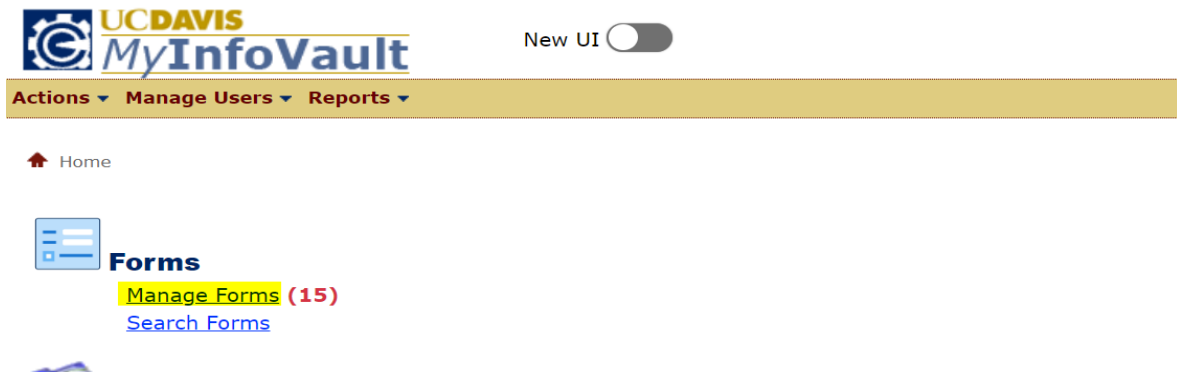 UCDAVIS
MyInfoVault
New UI
Actions Manage Users Reports
Home
Forms
Manage Forms (15)
Search Forms